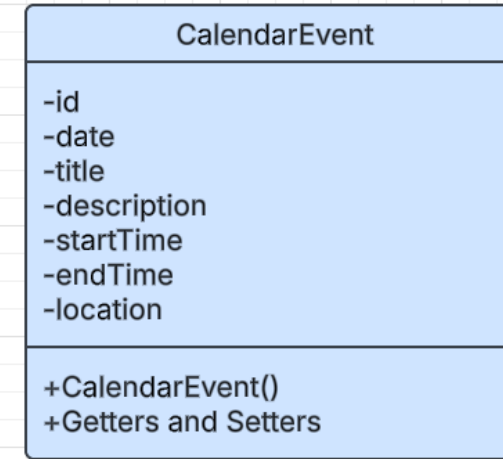 CalendarEvent
-id
-date
-title
-description
-startTime
-endTime
-location
+CalendarEvent()
+Getters and Setters